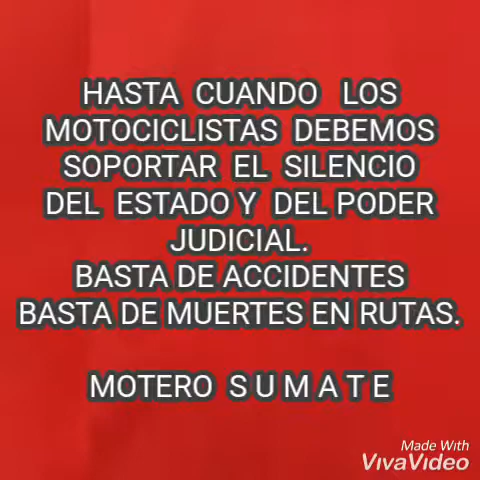 HASTA CUANDO LOS
MOTOCICLISTAS DEBEMOS
SOPORTAR EL SILENCIO
DEL ESTADO Y DEL PODER
JUDICIAL.
BASTA DE ACCIDENTES
BASTA DE MUERTES EN RUTAS.
MOTERO S U M A T E
Made With
VivaVideo